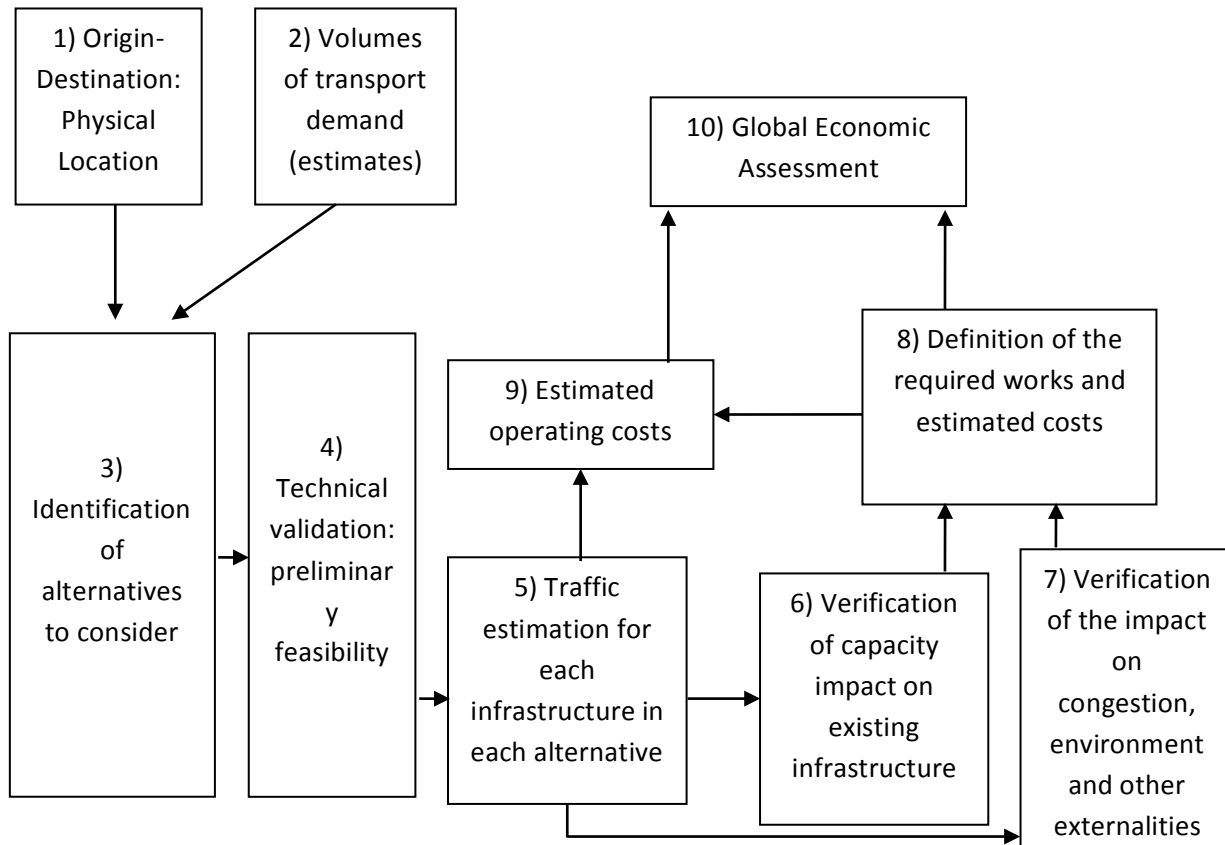 1) Origin-
Destination:
Physical
Location
2) Volumes
of transport
demand
(estimates)
10) Global Economic
Assessment
3)
Identification
of
alternatives
to consider
4)
Technical
validation:
preliminar
y
feasibility
9) Estimated
operating costs
8) Definition of the
required works and
estimated costs
5) Traffic
estimation for
each
infrastructure in
each alternative
6) Verification
of capacity
impact on
existing
infrastructure
7) Verification
of the impact
on
congestion,
environment
and other
externalities